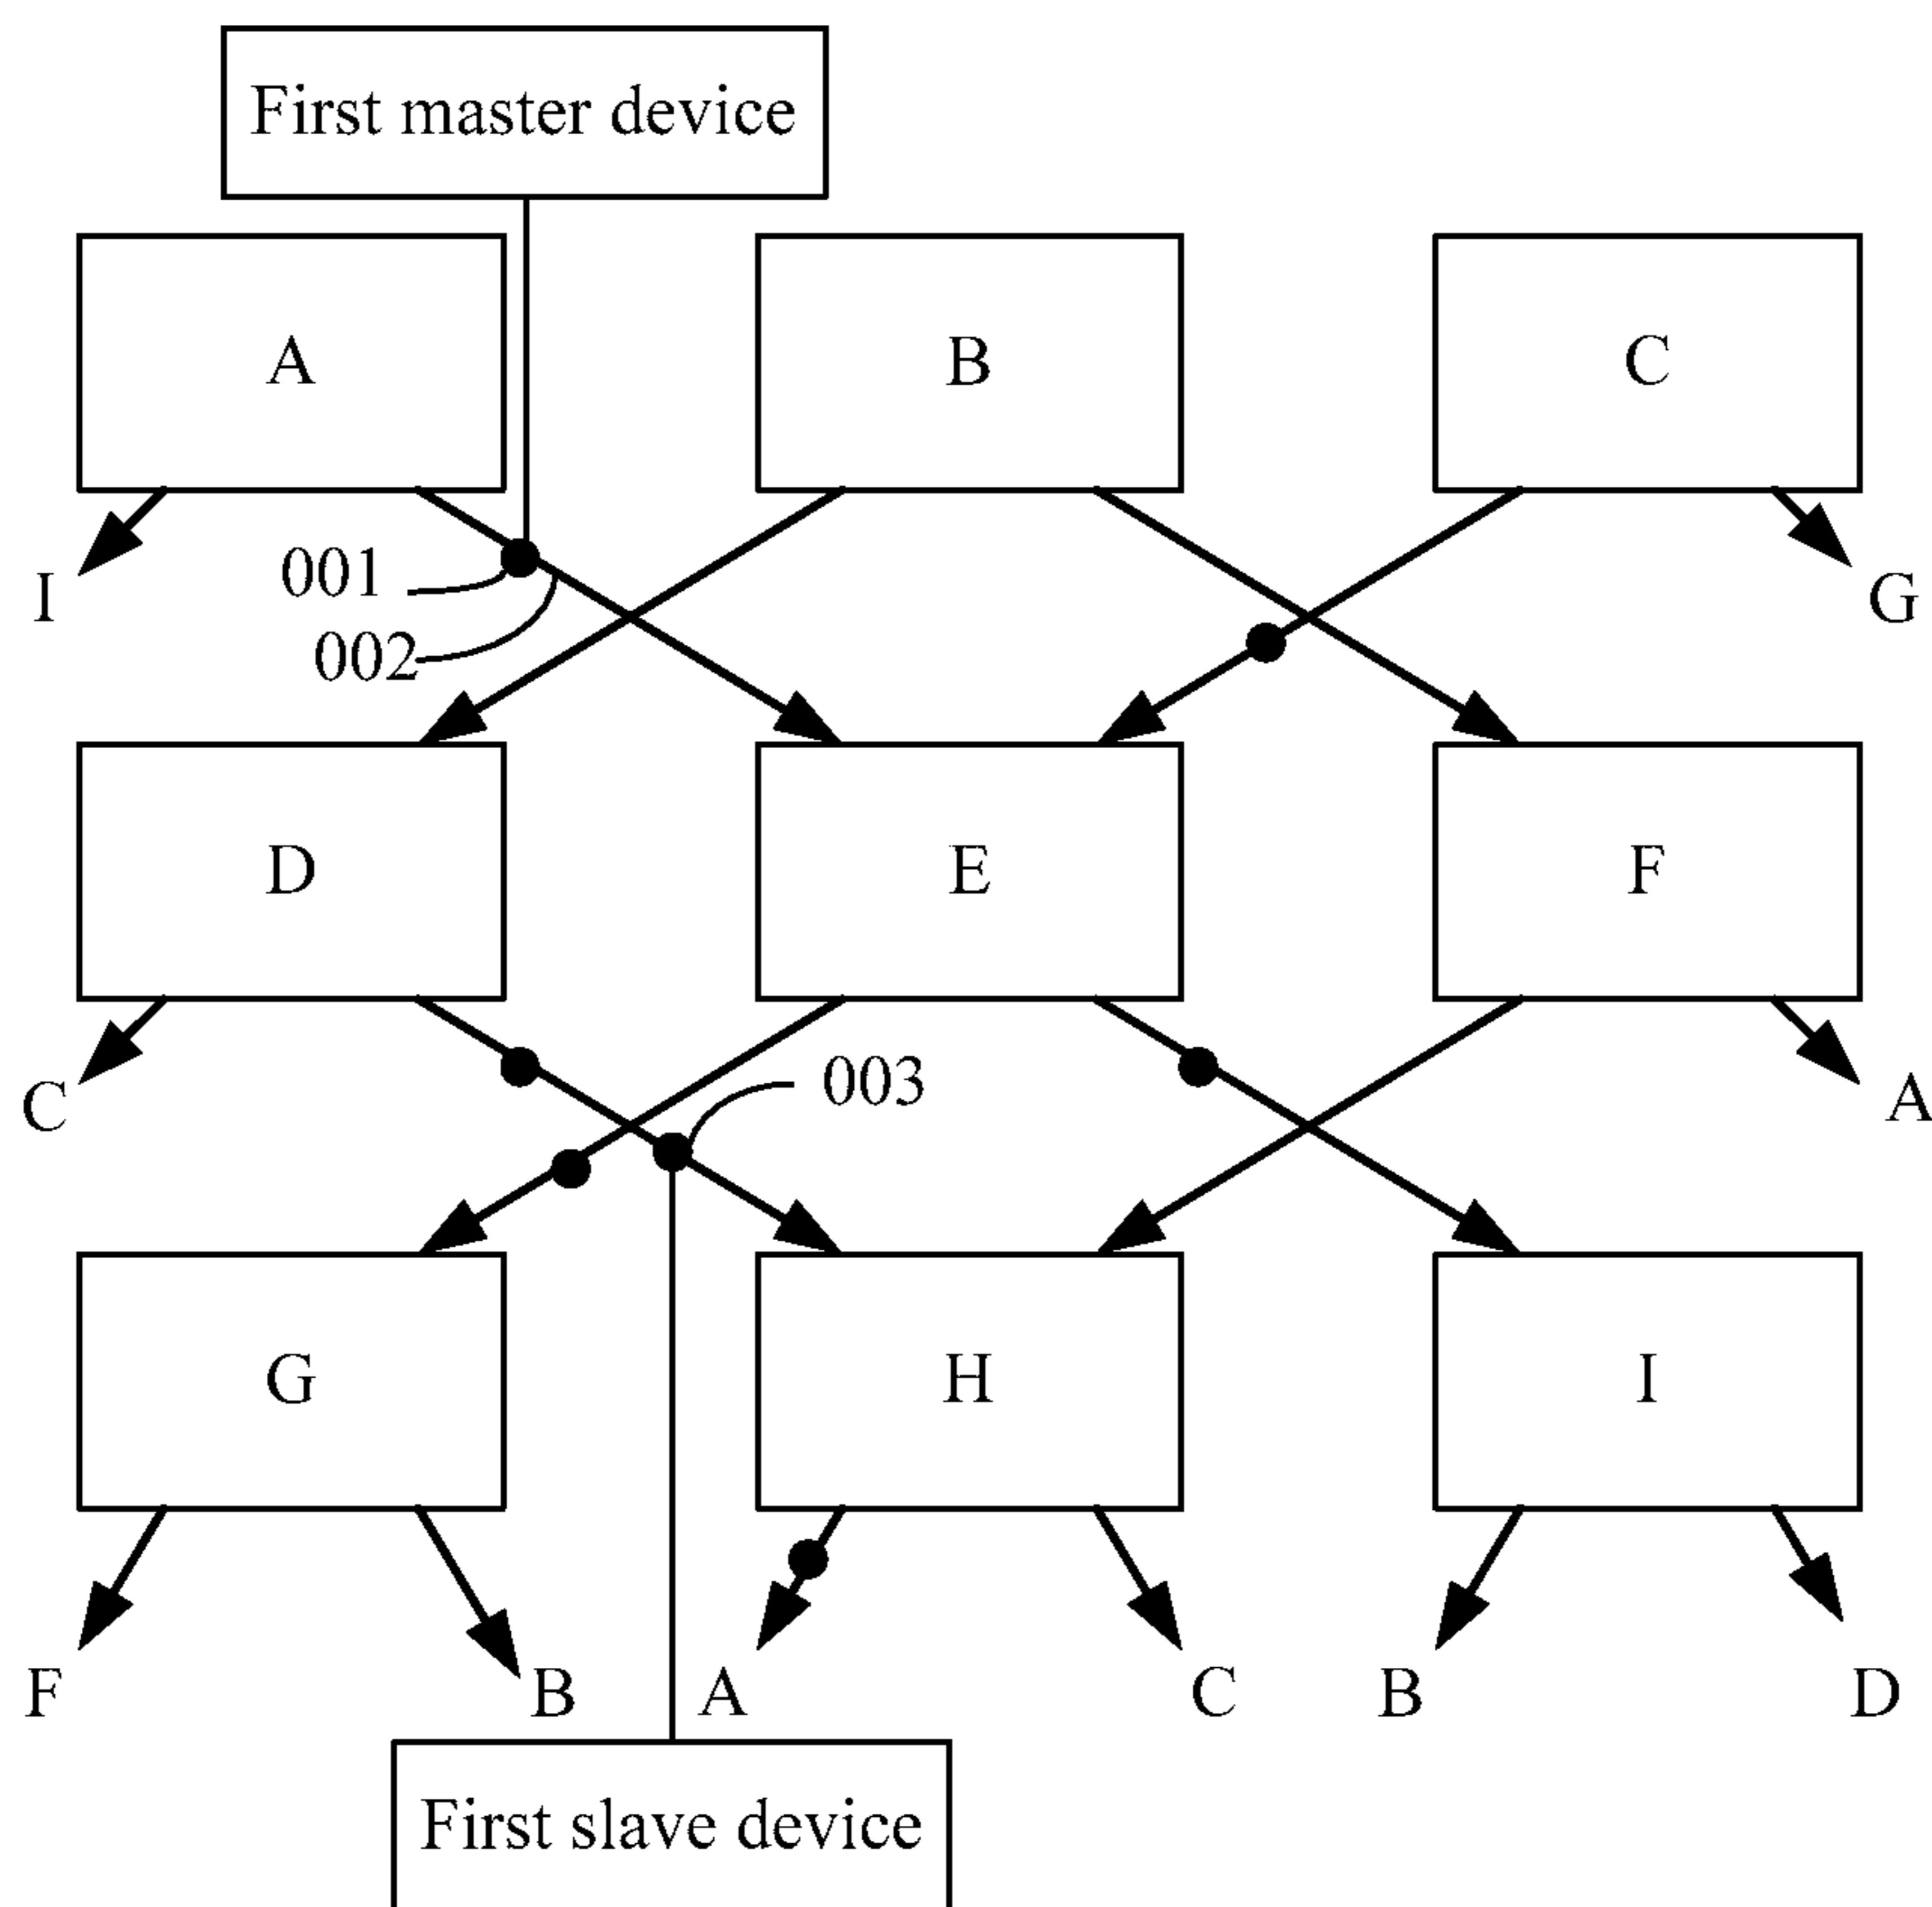 First master device
A
B
C
I
001
002
G
D
E
F
C
003
A
G
H
I
F
B
A
C
B
D
First slave device